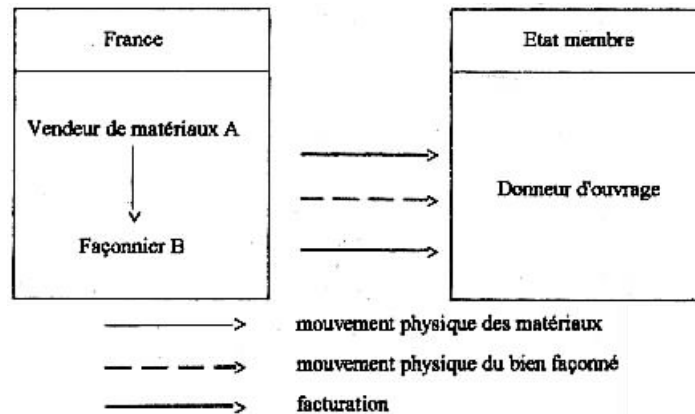 France
Etat membre
Vendeur de matériaux A
Donneur d'ouvrage
Façonnier B
mouvement physique des matériaux
mouvement physique du bien façonné
facturation